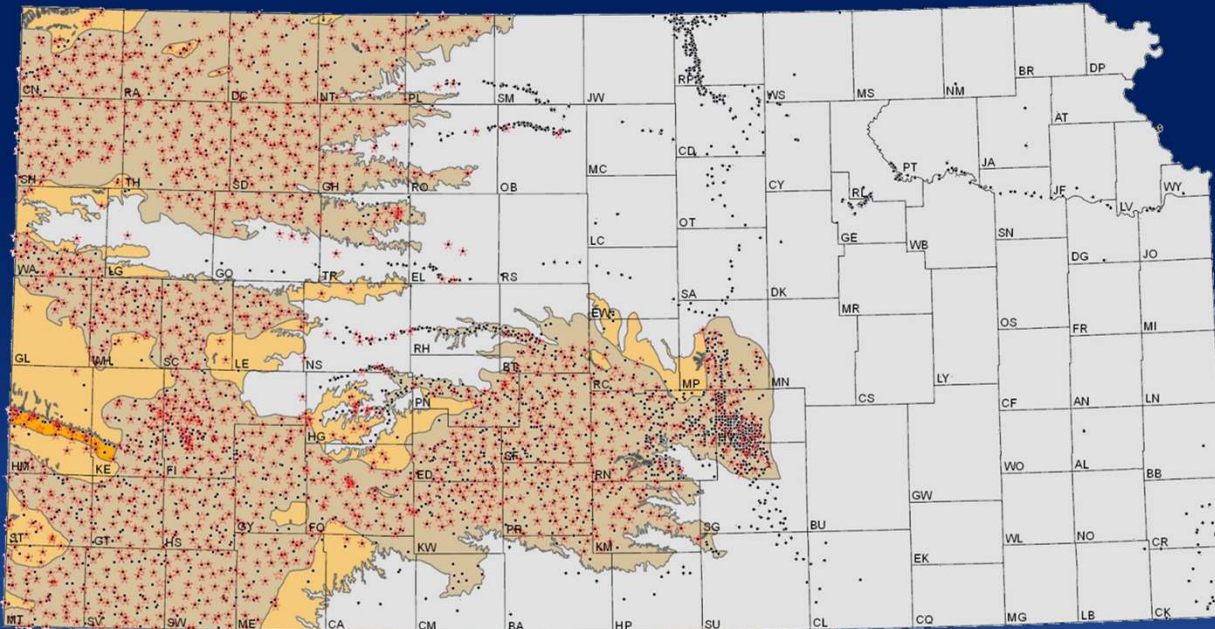 CN RA DC NT PL SM JW RP WS MS NM BR DP
SH TH SD GH RO OB MC CD CY RL PT JA AT JF LV WY
WA LG GO TR EL RS LC OT GE WB SN DG JO
GL WH SC LE NS RH BT EW SA DK MR OS FR MI
HM KE FI HG PN RC MP MN CS LY CF AN LN
ED SF RN WO AL BB
ST GT HS GY FO PR KM SG BU GW WL NO CR
KW EK
MT SV SW ME CA CM BA HP SU CL CQ MG LB CK